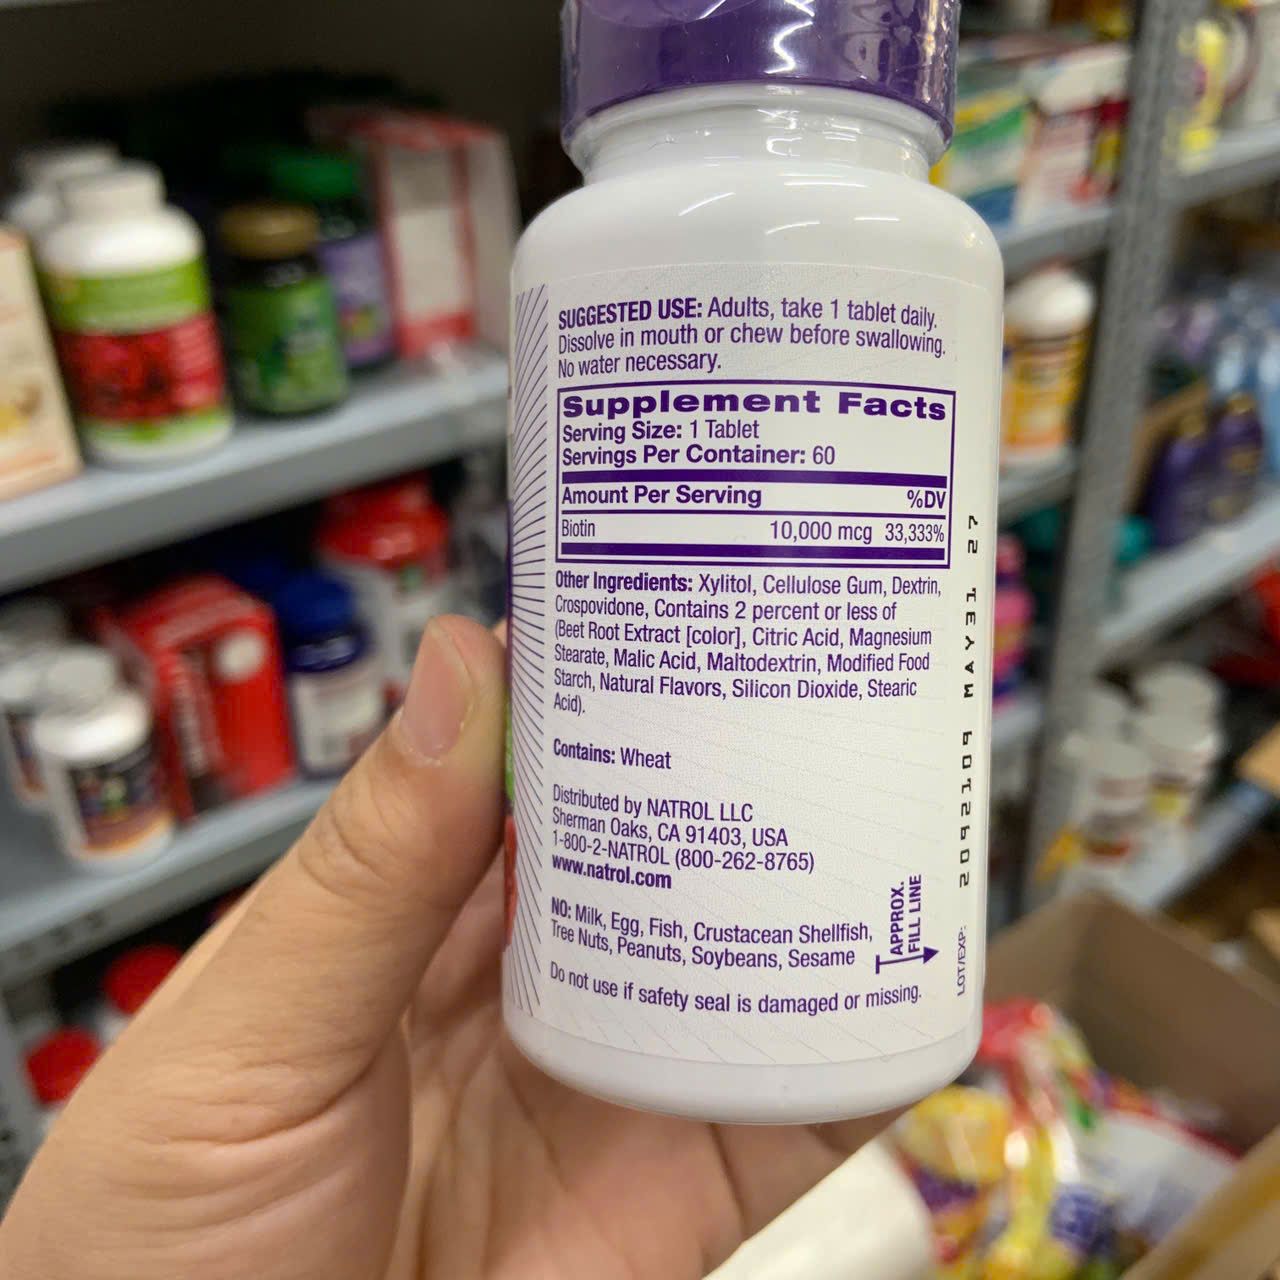 SUGGESTED USE: Adults, take 1 tablet daily.
Dissolve in mouth or chew before swallowing.
No water necessary.
Supplement Facts
Serving Size: 1 Tablet
Servings Per Container: 60
Amount Per Serving %DV
Biotin 10,000 mcg 33,333%
Other Ingredients: Xylitol, Cellulose Gum, Dextrin,
Crospovidone, Contains 2 percent or less of
(Beet Root Extract [color], Citric Acid, Magnesium
Stearate, Malic Acid, Maltodextrin, Modified Food
Starch, Natural Flavors, Silicon Dioxide, Stearic
Acid).
Contains: Wheat
Distributed by NATROL LLC
Sherman Oaks, CA 91403, USA
1-800-2-NATROL (800-262-8765)
www.natrol.com
NO: Milk, Egg, Fish, Crustacean Shellfish,
Tree Nuts, Peanuts, Soybeans, Sesame
Do not use if safety seal is damaged or missing.
APPROX.
FILL LINE
LOT/EXP: 2026109 MAYET 27